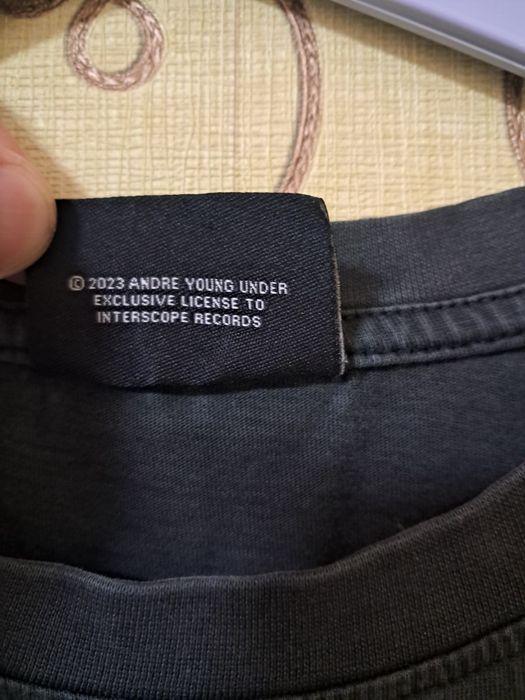 © 2023 ANDRE YOUNG UNDER
EXCLUSIVE LICENSE TO
INTERSCOPE RECORDS